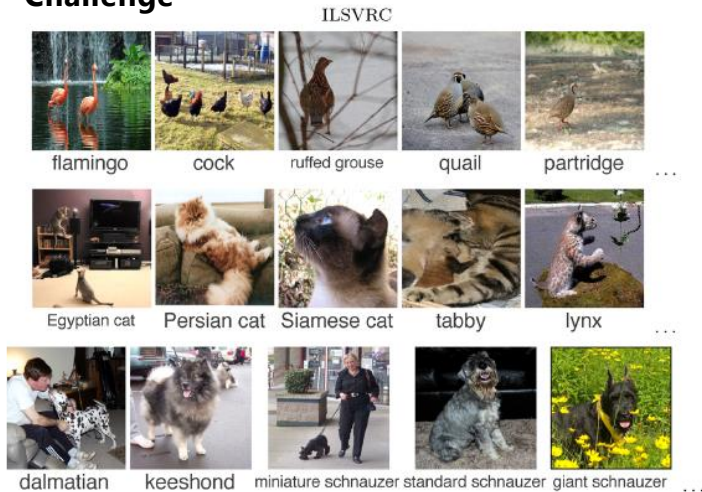 Challenge
ILSVRC
flamingo cock ruffed grouse quail partridge ...
Egyptian cat Persian cat Siamese cat tabby lynx ...
dalmatian keeshond miniature schnauzer standard schnauzer giant schnauzer ...